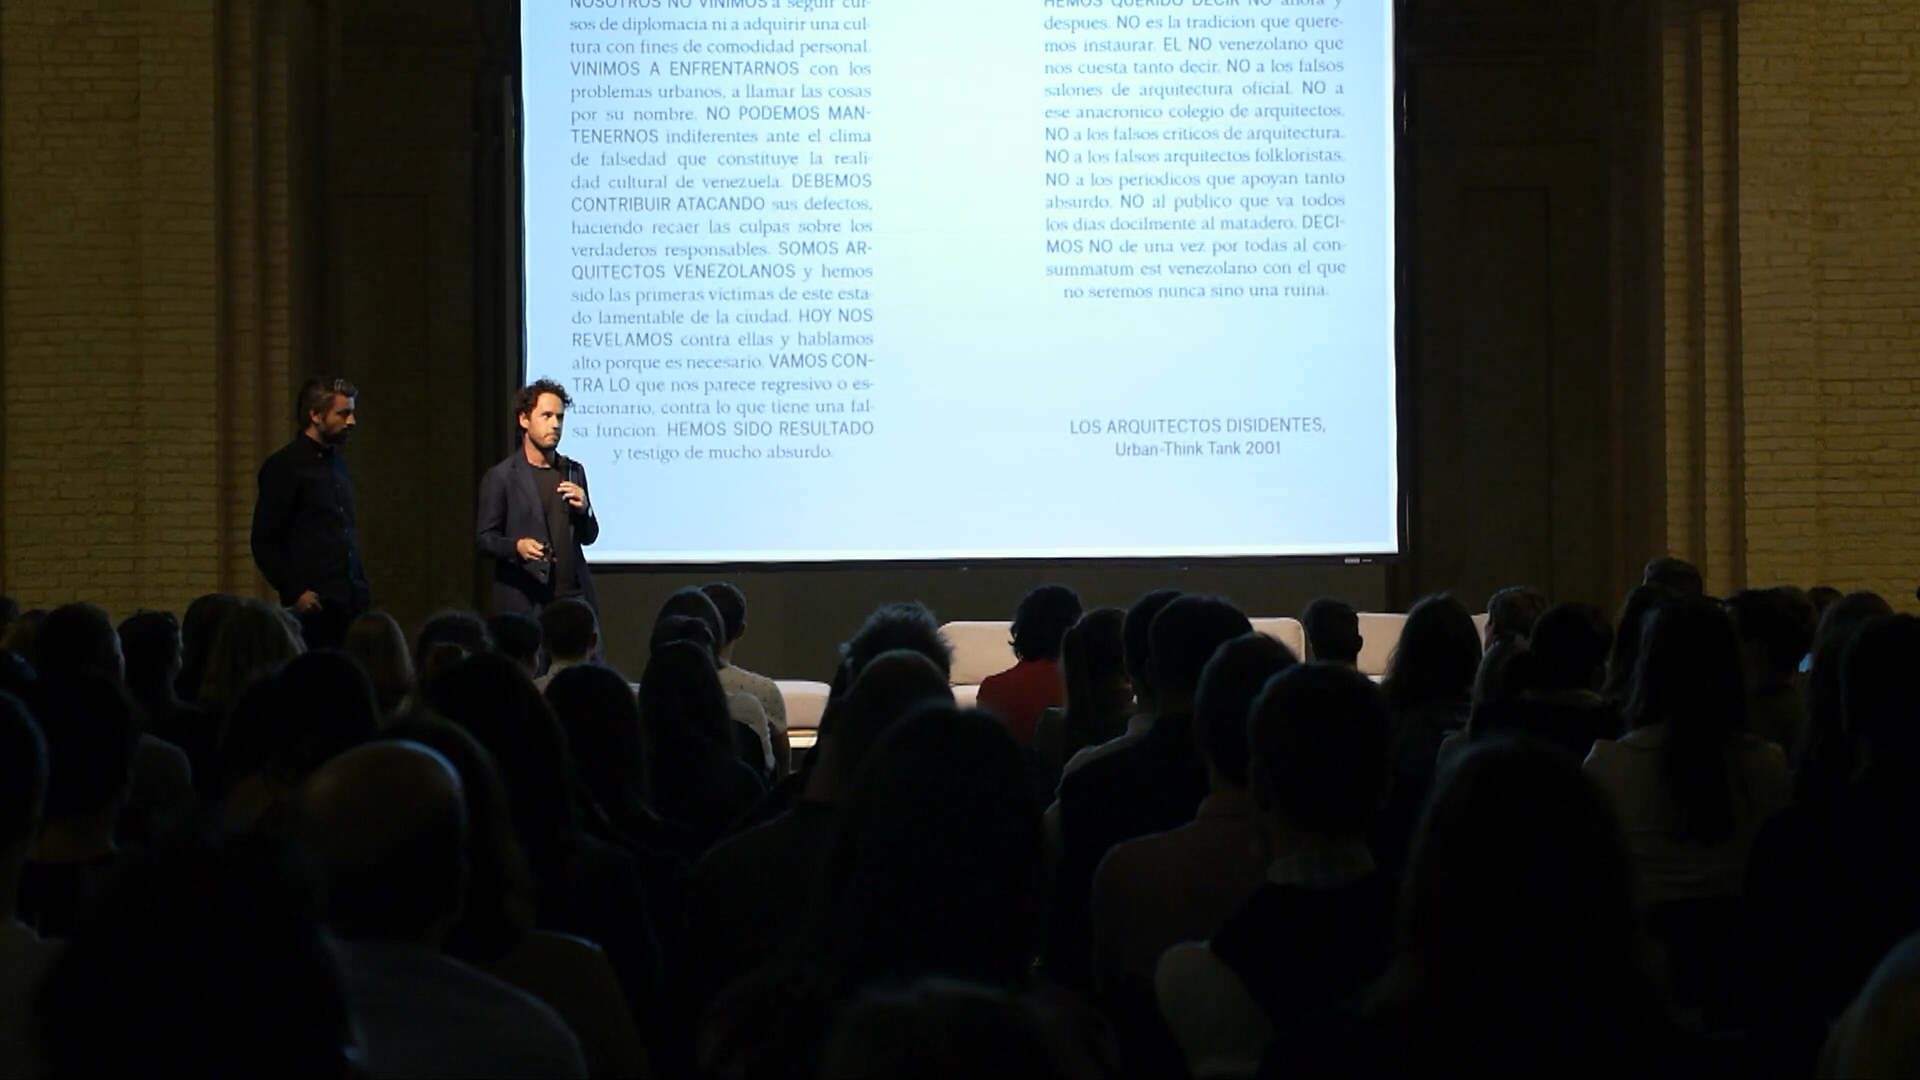 NOSOTROS NO VINIMOS a seguir cur-
sos de diplomacia ni a adquirir una cul-
tura con fines de comodidad personal.
VINIMOS A ENFRENTARNOS con los
problemas urbanos, a llamar las cosas
por su nombre. NO PODEMOS MAN-
TENERNOS indiferentes ante el clima
de falsedad que constituye la reali-
dad cultural de venezuela. DEBEMOS
CONTRIBUIR ATACANDO sus defectos,
haciendo recaer las culpas sobre los
verdaderos responsables. SOMOS AR-
QUITECTOS VENEZOLANOS y hemos
sido las primeras victimas de este esta-
do lamentable de la ciudad. HOY NOS
REVELAMOS contra ellas y hablamos
alto porque es necesario. VAMOS CON-
TRA LO que nos parece regresivo o es-
tacionario, contra lo que tiene una fal-
sa funcion. HEMOS SIDO RESULTADO
y testigo de mucho absurdo.
HEMOS QUERIDO DECIR NO ahora y
despues. NO es la tradicion que quere-
mos instaurar. EL NO venezolano que
nos cuesta tanto decir. NO a los falsos
salones de arquitectura oficial. NO a
ese anacronico colegio de arquitectos.
NO a los falsos criticos de arquitectura.
NO a los falsos arquitectos folkloristas.
NO a los periodicos que apoyan tanto
absurdo. NO al publico que va todos
los dias docilmente al matadero. DECI-
MOS NO de una vez por todas al con-
summatum est venezolano con el que
no seremos nunca sino una ruina.
LOS ARQUITECTOS DISIDENTES,
Urban-Think Tank 2001